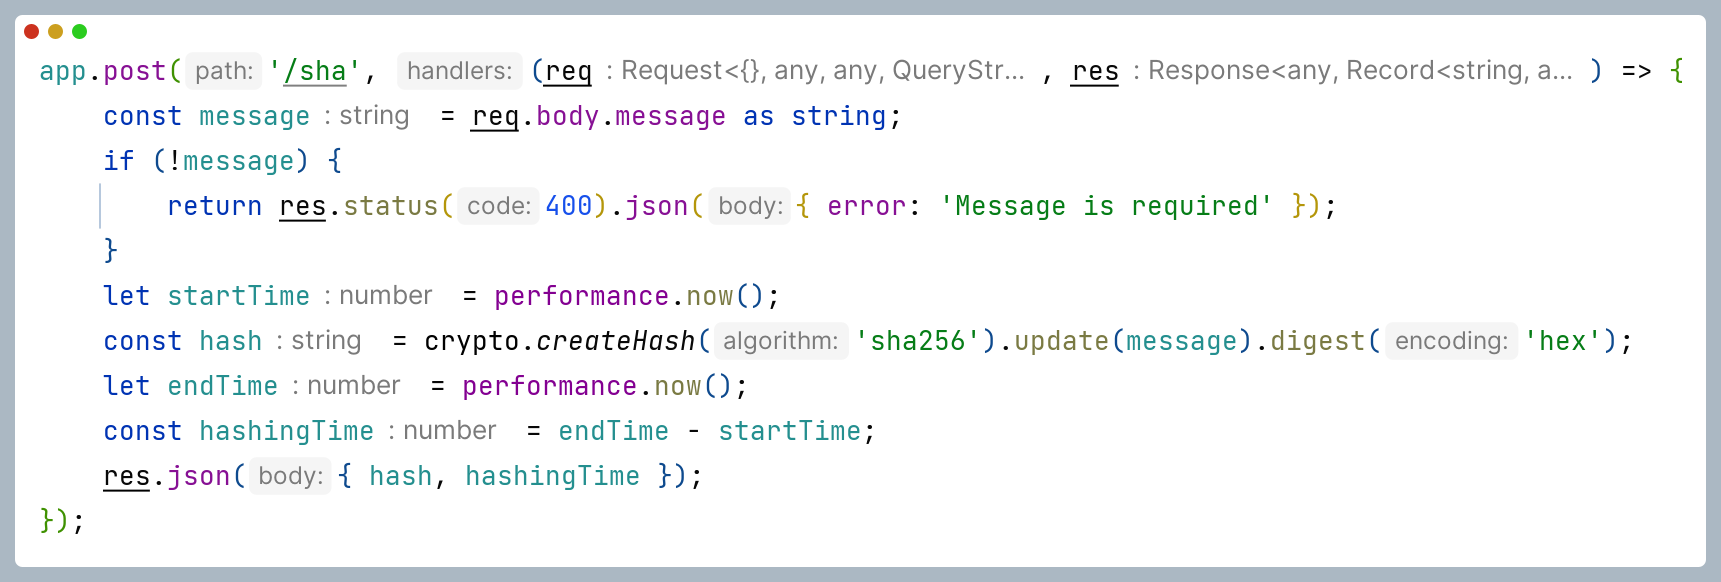 app.post( path: '/sha', handlers: (req : Request<{}, any, any, QueryStr... , res : Response<any, Record<string, a... ) => {
    const message : string = req.body.message as string;
    if (!message) {
        return res.status( code: 400).json( body: { error: 'Message is required' });
    }
    let startTime : number = performance.now();
    const hash : string = crypto.createHash( algorithm: 'sha256').update(message).digest( encoding: 'hex');
    let endTime : number = performance.now();
    const hashingTime : number = endTime - startTime;
    res.json( body: { hash, hashingTime });
});